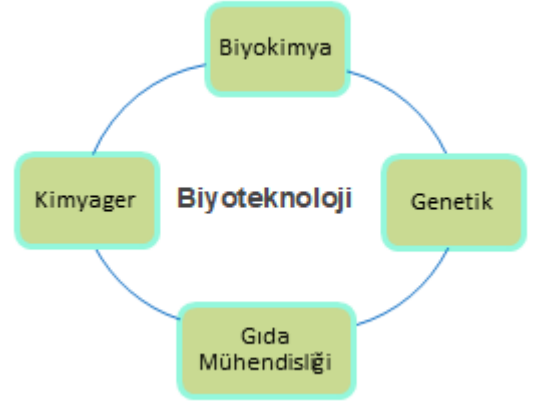 Biyokimya
Kimyager
Biyoteknoloji
Genetik
Gıda
Mühendisliği